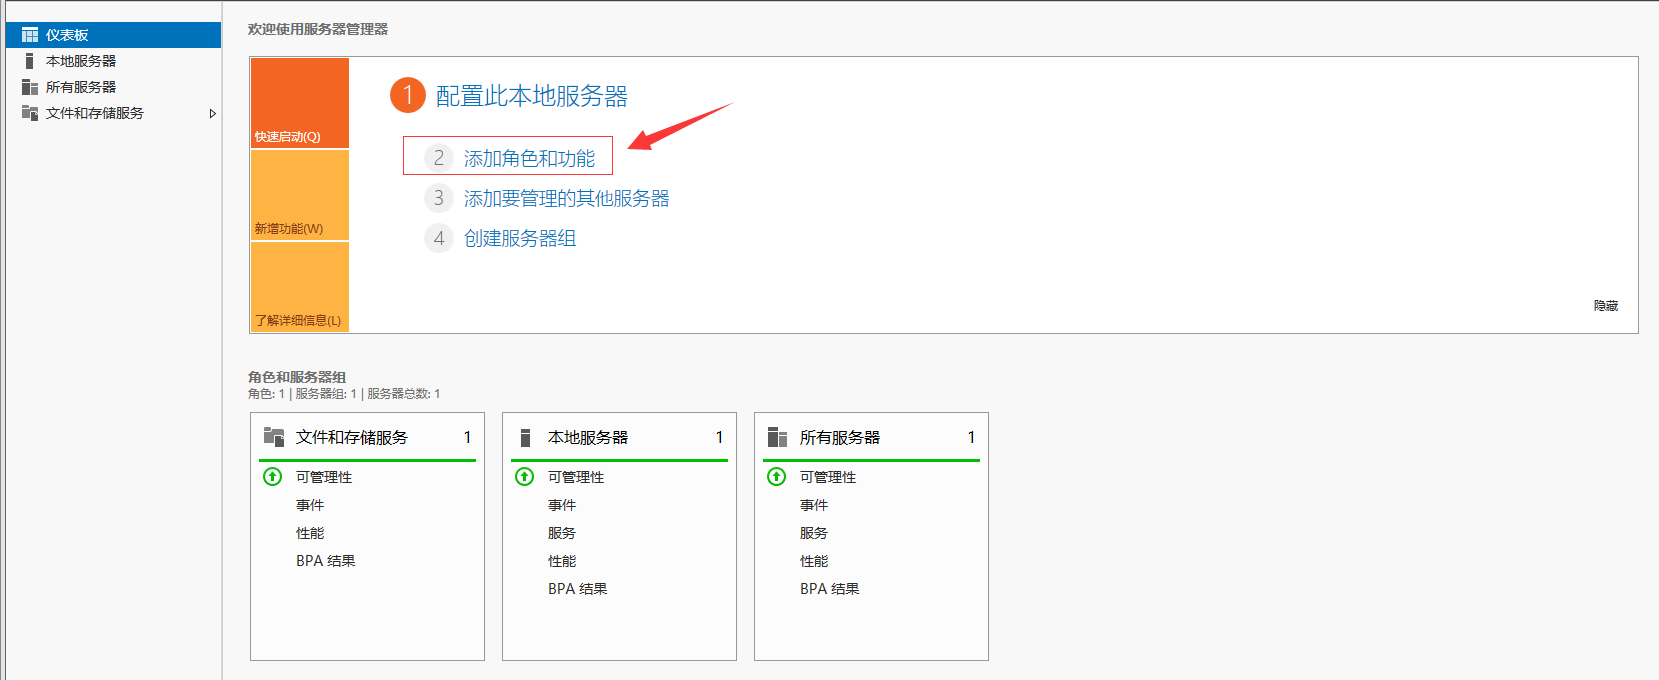 仪表板
本地服务器
所有服务器
文件和存储服务
欢迎使用服务器管理器
快速启动(Q)
新增功能(W)
了解详细信息(L)
1 配置此本地服务器
2 添加角色和功能
3 添加要管理的其他服务器
4 创建服务器组
隐藏
角色和服务器组
角色: 1 | 服务器组: 1 | 服务器总数: 1
文件和存储服务 1
可管理性
事件
性能
BPA 结果
本地服务器 1
可管理性
事件
服务
性能
BPA 结果
所有服务器 1
可管理性
事件
服务
性能
BPA 结果